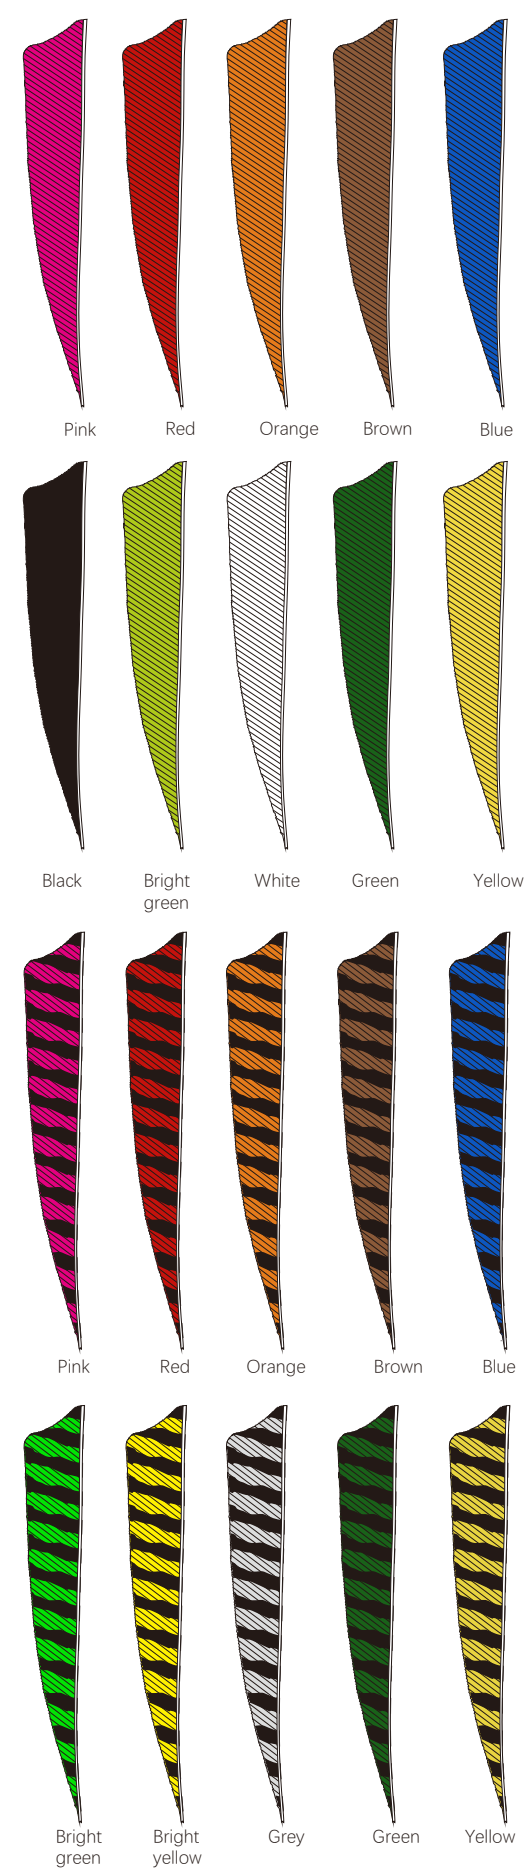 Pink
Red
Orange
Brown
Blue
Black
Bright
green
White
Green
Yellow
Pink
Red
Orange
Brown
Blue
Bright
green
Bright
yellow
Grey
Green
Yellow